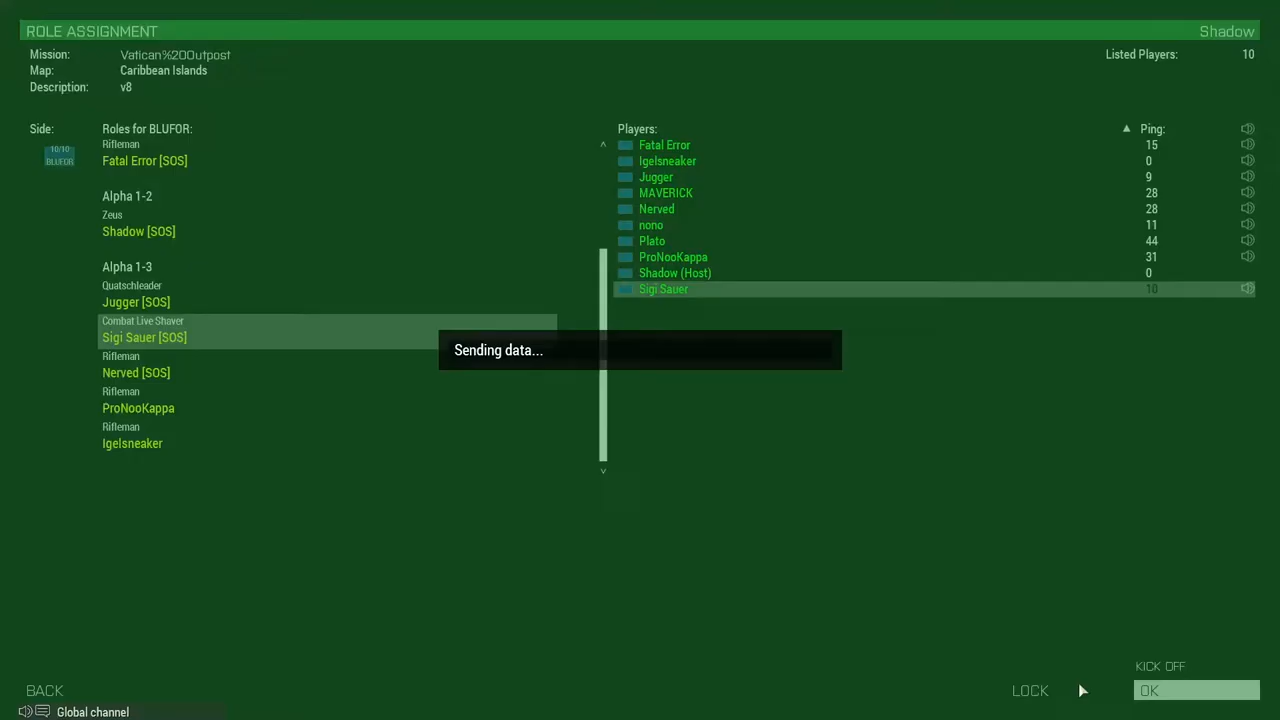 ROLE ASSIGNMENT Shadow
Mission: Vatican%20Outpost Listed Players: 10
Map: Caribbean Islands
Description: v8
Side: Roles for BLUFOR: Players: Ping:
Rifleman
Fatal Error [SOS]
10/10
BLUFOR
Alpha 1-2
Zeus
Shadow [SOS]
Alpha 1-3
Quatschleader
Jugger [SOS]
Combat Live Shaver
Sigi Sauer [SOS]
Rifleman
Nerved [SOS]
Rifleman
ProNooKappa
Rifleman
Igelsneaker
Fatal Error 15
Igelsneaker 0
Jugger 9
MAVERICK 28
Nerved 28
nono 11
Plato 44
ProNooKappa 31
Shadow (Host) 0
Sigi Sauer 10
Sending data...
KICK OFF
BACK LOCK OK
Global channel